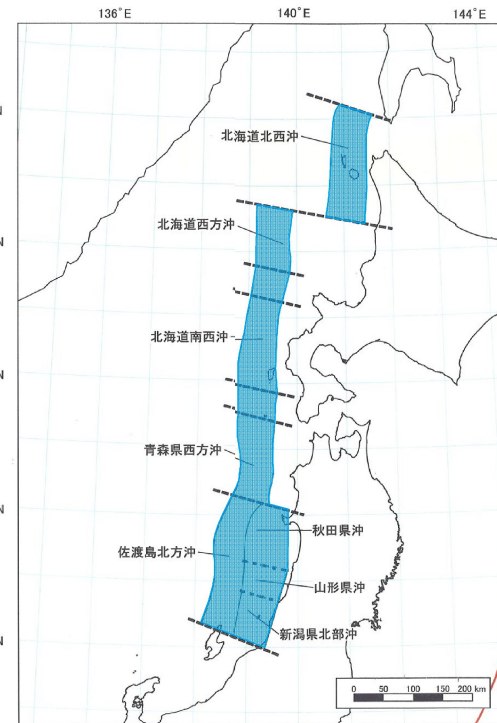 136°E
140°E
144°E
N
北海道北西沖
北海道西方沖
N
北海道南西沖
N
青森県西方沖
N
秋田県沖
佐渡島北方沖
山形県沖
新潟県北部沖
N
0 50 100 150 200 km